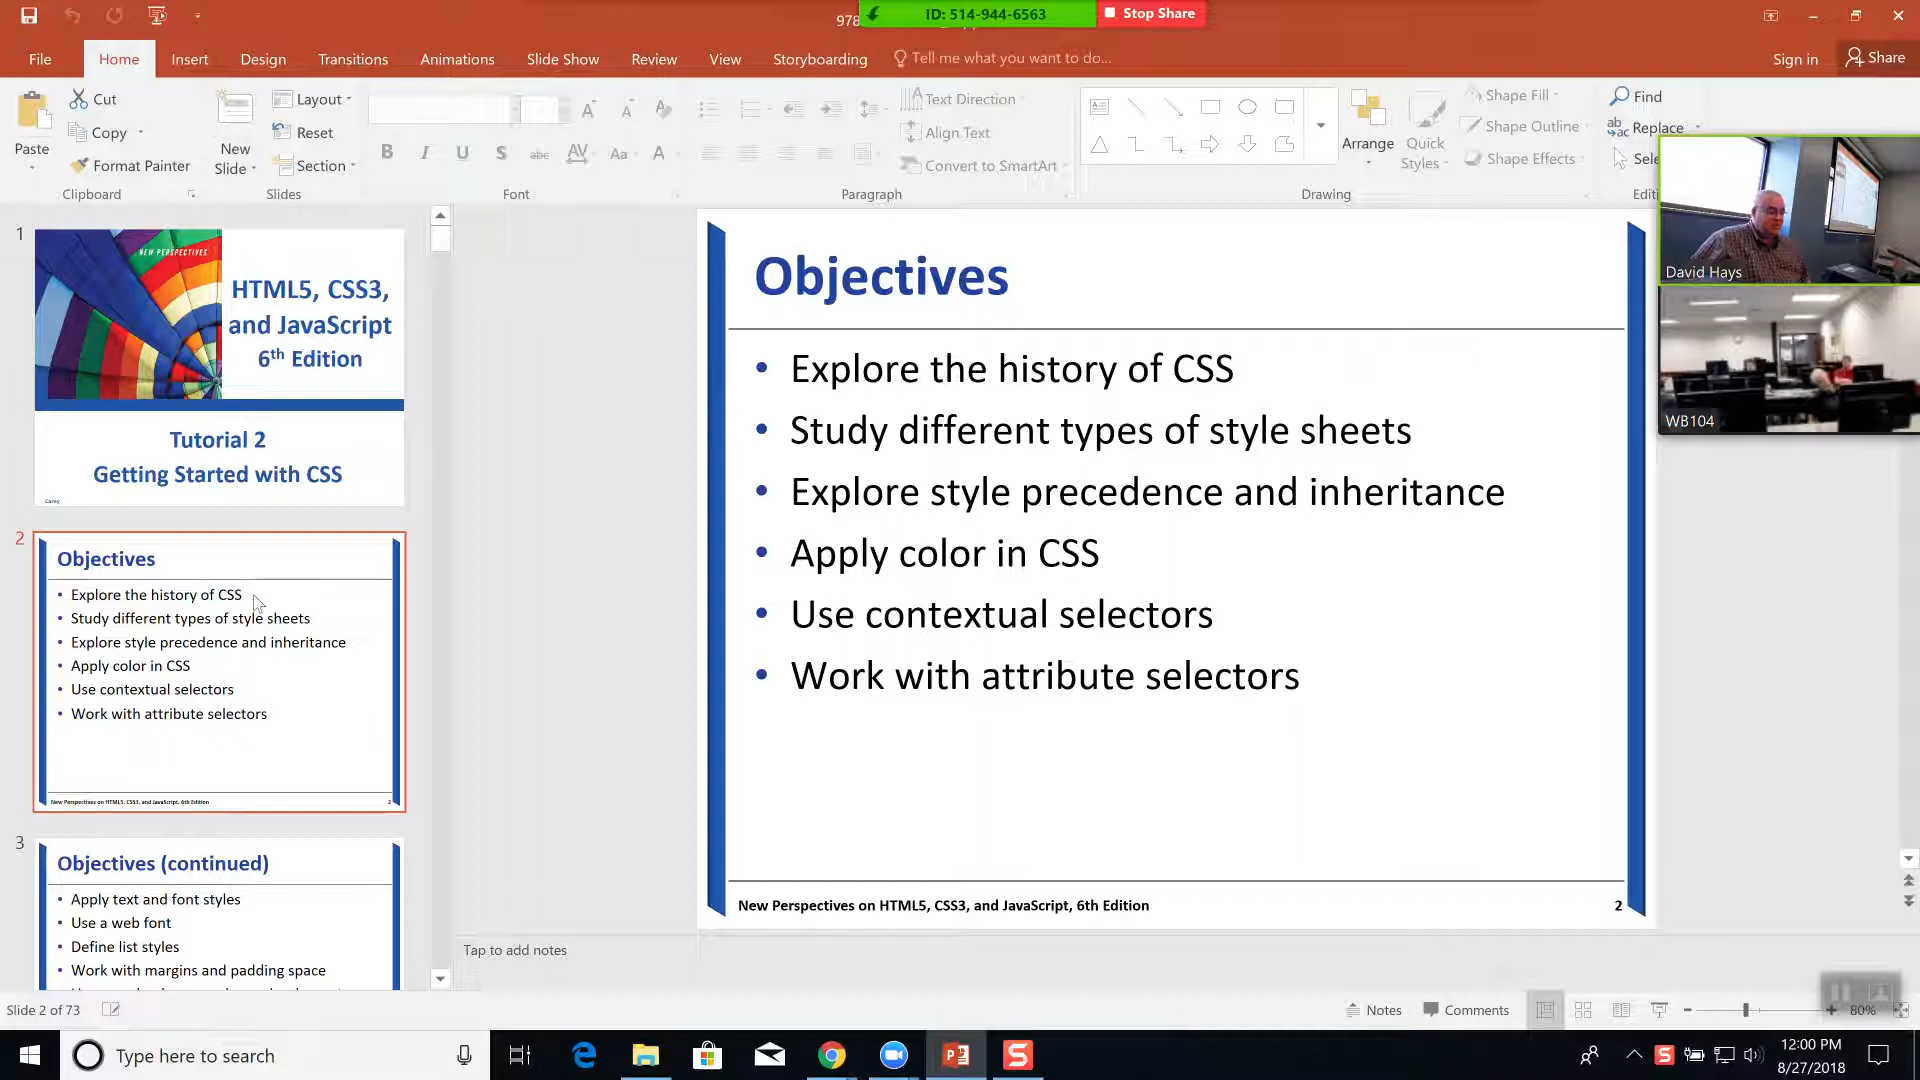 978
ID: 514-944-6563
Stop Share
File
Home
Insert
Design
Transitions
Animations
Slide Show
Review
View
Storyboarding
Tell me what you want to do...
Sign in
Share
Paste
Cut
Copy
Format Painter
Clipboard
New
Slide
Layout
Reset
Section
Slides
B I U S abc AV Aa A
Font
Text Direction
Align Text
Convert to SmartArt
Paragraph
Arrange
Quick
Styles
Shape Fill
Shape Outline
Shape Effects
Drawing
Find
Replace
Sele
Editi
David Hays
WB104
1
NEW PERSPECTIVES
HTML5, CSS3,
and JavaScript
6th Edition
Tutorial 2
Getting Started with CSS
Carey
2
Objectives
• Explore the history of CSS
• Study different types of style sheets
• Explore style precedence and inheritance
• Apply color in CSS
• Use contextual selectors
• Work with attribute selectors
New Perspectives on HTML5, CSS3, and JavaScript, 6th Edition
2
3
Objectives (continued)
• Apply text and font styles
• Use a web font
• Define list styles
• Work with margins and padding space
Objectives
• Explore the history of CSS
• Study different types of style sheets
• Explore style precedence and inheritance
• Apply color in CSS
• Use contextual selectors
• Work with attribute selectors
New Perspectives on HTML5, CSS3, and JavaScript, 6th Edition
2
Tap to add notes
Slide 2 of 73
Notes
Comments
80%
Type here to search
12:00 PM
8/27/2018